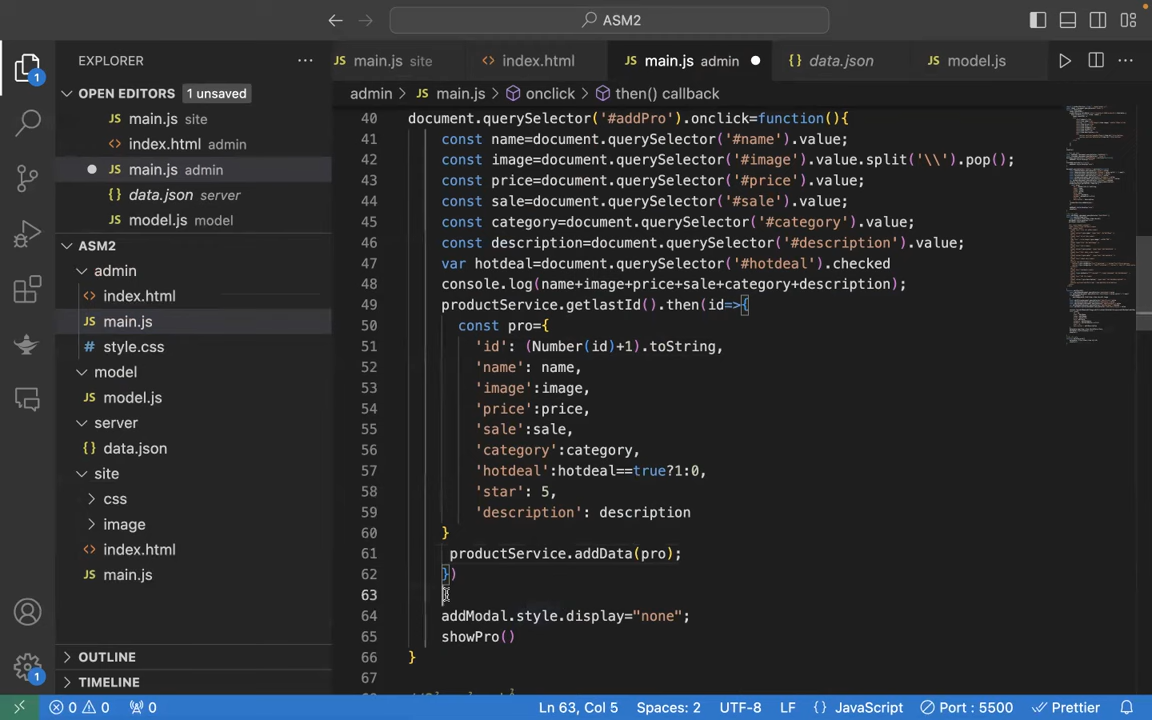 ASM2
EXPLORER
main.js site
index.html
main.js admin
data.json
model.js
OPEN EDITORS 1 unsaved
admin > main.js > onclick > then() callback
main.js site
index.html admin
main.js admin
data.json server
model.js model
ASM2
admin
index.html
main.js
style.css
model
model.js
server
data.json
site
css
image
index.html
main.js
OUTLINE
TIMELINE
40 document.querySelector('#addPro').onclick=function(){
41 const name=document.querySelector('#name').value;
42 const image=document.querySelector('#image').value.split('\\').pop();
43 const price=document.querySelector('#price').value;
44 const sale=document.querySelector('#sale').value;
45 const category=document.querySelector('#category').value;
46 const description=document.querySelector('#description').value;
47 var hotdeal=document.querySelector('#hotdeal').checked
48 console.log(name+image+price+sale+category+description);
49 productService.getlastId().then(id=>{
50 const pro={
51 'id': (Number(id)+1).toString,
52 'name': name,
53 'image':image,
54 'price':price,
55 'sale':sale,
56 'category':category,
57 'hotdeal':hotdeal==true?1:0,
58 'star': 5,
59 'description': description
60 }
61 productService.addData(pro);
62 })
63
64 addModal.style.display="none";
65 showPro()
66 }
67
1
1
0 0 0 Ln 63, Col 5 Spaces: 2 UTF-8 LF {} JavaScript Port : 5500 Prettier